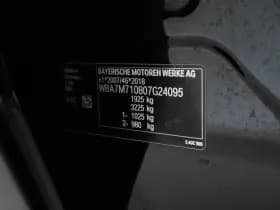 BAYERISCHE MOTOREN WERKE AG
e1*2007/46*2018
WBA7M710807G24095
1925 kg
3225 kg
1- 1025 kg
2- 980 kg